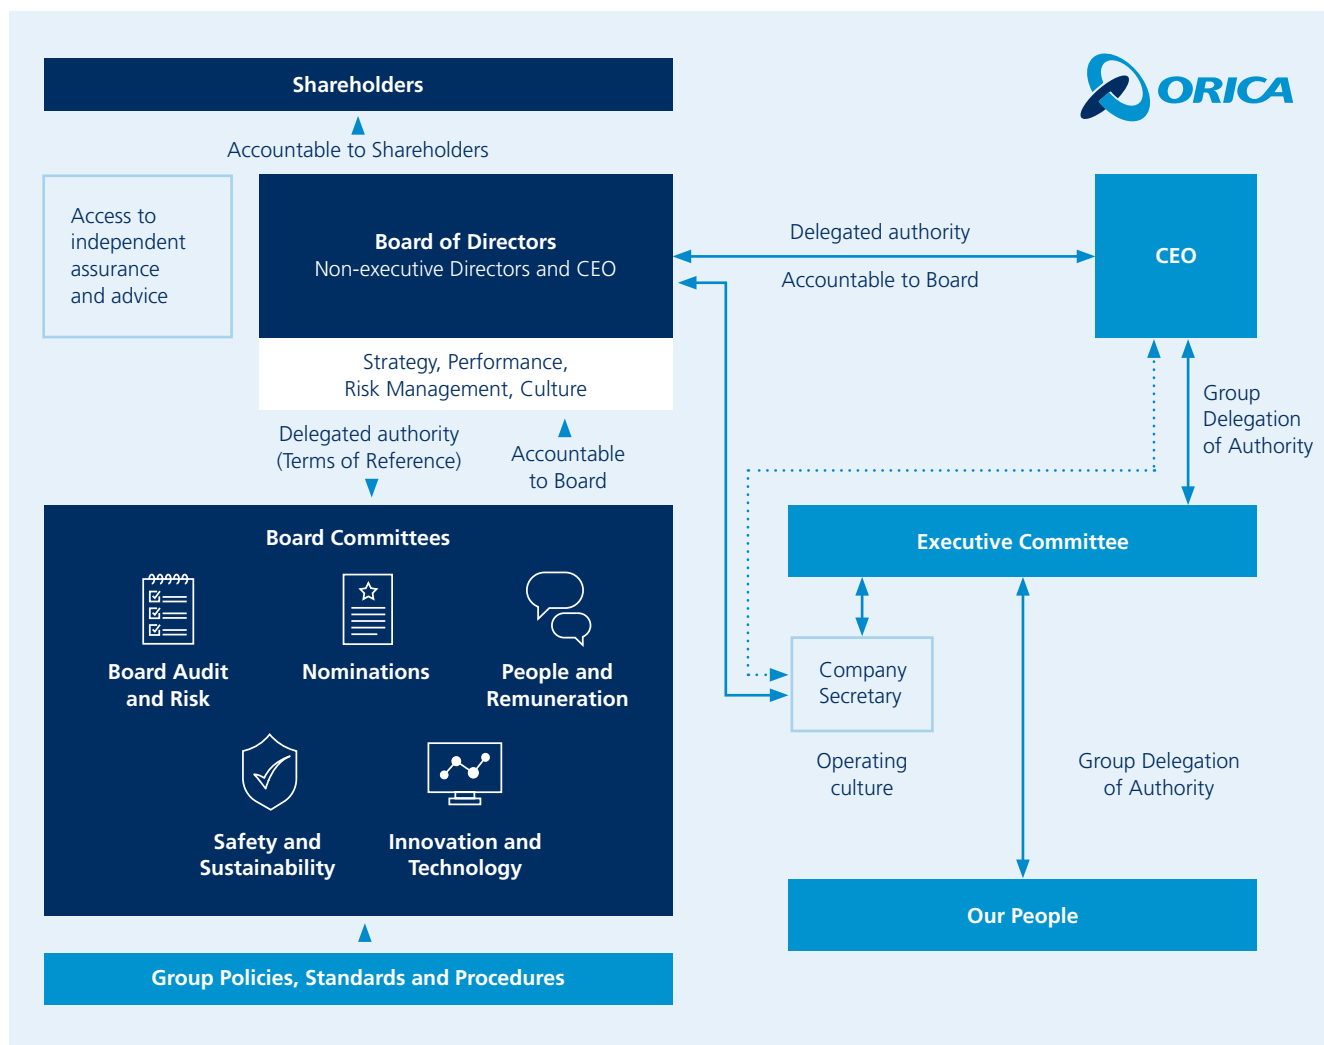 Shareholders
ORICA
Accountable to Shareholders
Access to
independent
assurance
and advice
Board of Directors
Non-executive Directors and CEO
Delegated authority
Accountable to Board
CEO
Strategy, Performance,
Risk Management, Culture
Group
Delegation
of Authority
Delegated authority
(Terms of Reference)
Accountable
to Board
Board Committees
Board Audit
and Risk
Nominations
People and
Remuneration
Safety and
Sustainability
Innovation and
Technology
Executive Committee
Company
Secretary
Operating
culture
Group Delegation
of Authority
Our People
Group Policies, Standards and Procedures